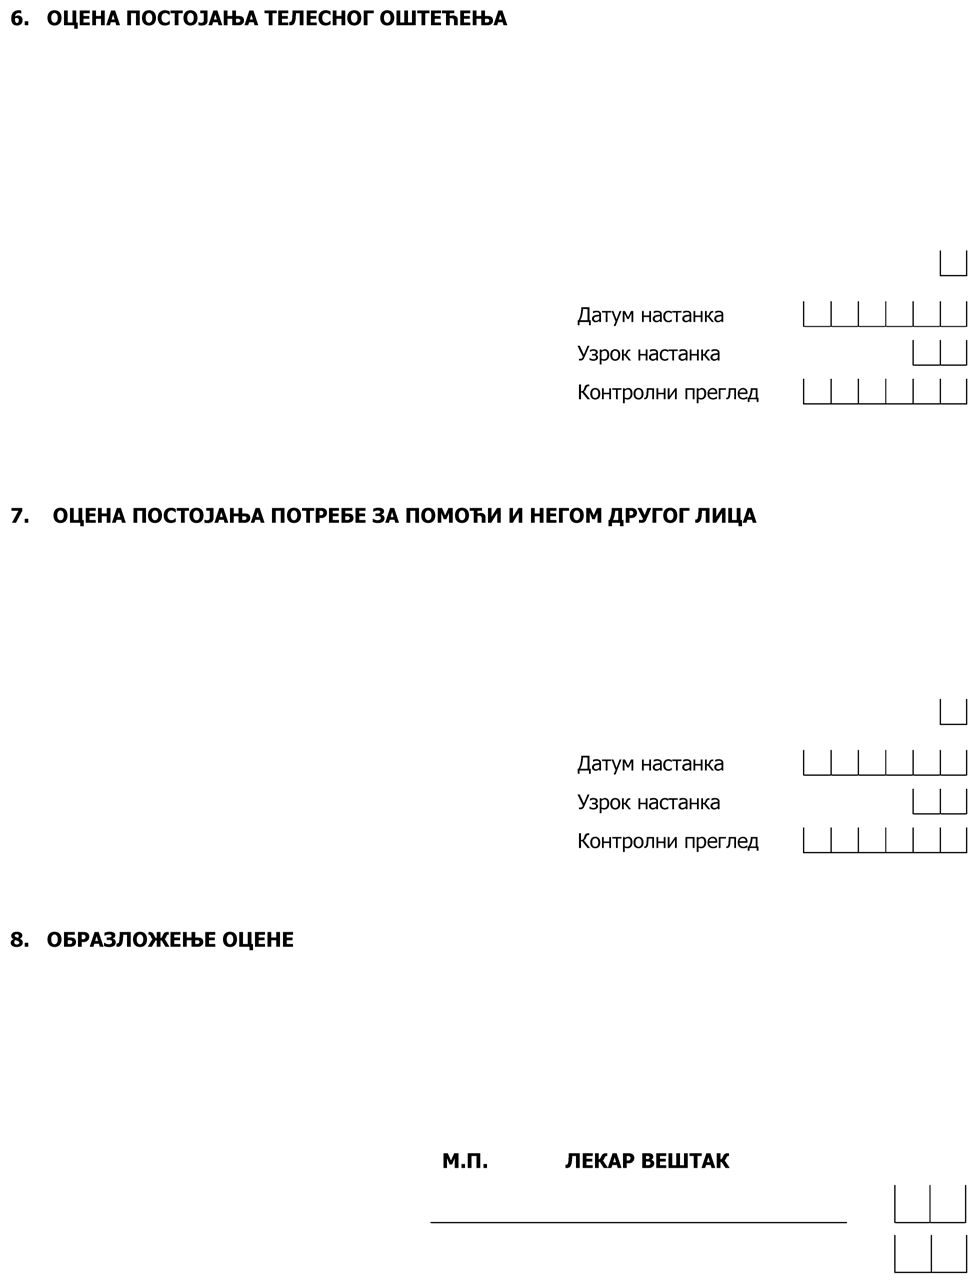 6. ОЦЕНА ПОСТОЈАЊА ТЕЛЕСНОГ ОШТЕЋЕЊА
Датум настанка
Узрок настанка
Контролни преглед
7. ОЦЕНА ПОСТОЈАЊА ПОТРЕБЕ ЗА ПОМОЋИ И НЕГОМ ДРУГОГ ЛИЦА
Датум настанка
Узрок настанка
Контролни преглед
8. ОБРАЗЛОЖЕЊЕ ОЦЕНЕ
М.П. ЛЕКАР ВЕШТАК